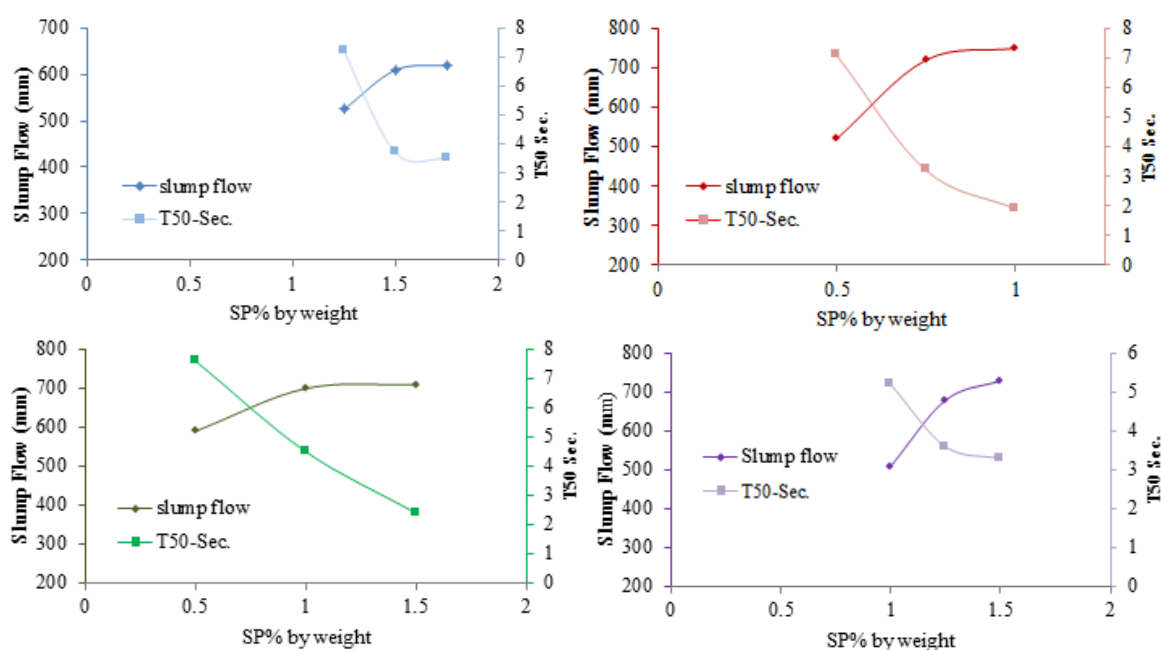 700
600
500
400
300
200
Slump Flow (mm)
8
7
6
5
4
3
2
1
0
T50 Sec.
slump flow
T50-Sec.
0 1 1.5 2
SP% by weight
800
700
600
500
400
300
200
Slump Flow (mm)
8
7
6
5
4
3
2
1
0
T50 Sec.
slump flow
T50-Sec.
0 0.5 1
SP% by weight
800
700
600
500
400
300
200
Slump Flow (mm)
8
7
6
5
4
3
2
1
0
T50 Sec.
slump flow
T50-Sec.
0 0.5 1 1.5 2
SP% by weight
800
700
600
500
400
300
200
Slump Flow (mm)
6
5
4
3
2
1
0
T50 Sec.
Slump flow
T50-Sec.
0 0.5 1 1.5 2
SP% by weight